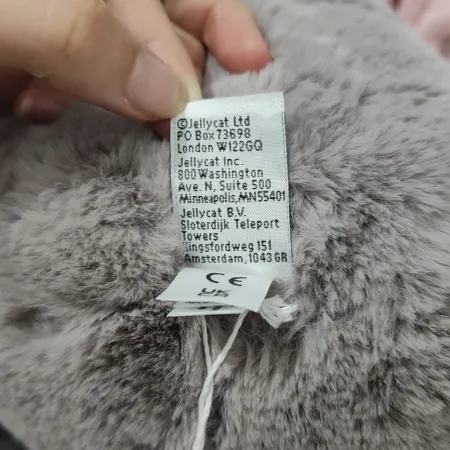 ©Jellycat Ltd
PO Box 73698
London W122GQ
Jellycat Inc.
800 Washington
Ave. N, Suite 500
Minneapolis, MN55401
Jellycat B.V.
Sloterdijk Teleport
Towers
Kingsfordweg 151
Amsterdam, 1043 GR
CE
UKCA